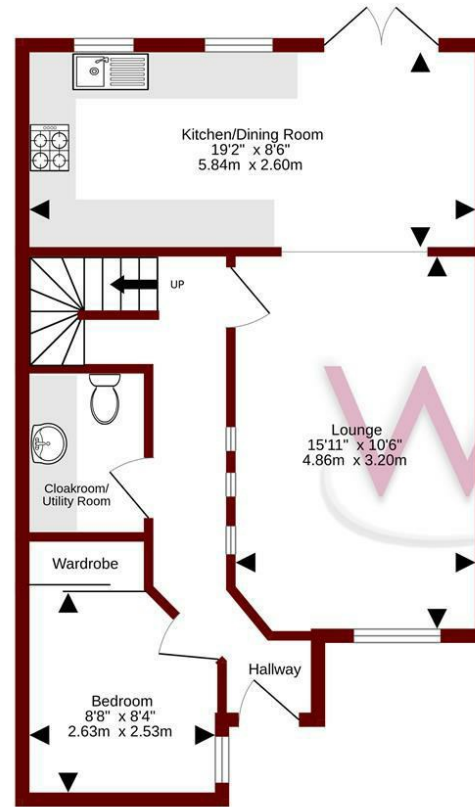 Kitchen/Dining Room
19'2" x 8'6"
5.84m x 2.60m
UP
Lounge
15'11" x 10'6"
4.86m x 3.20m
Cloakroom/
Utility Room
Wardrobe
Hallway
Bedroom
8'8" x 8'4"
2.63m x 2.53m
W